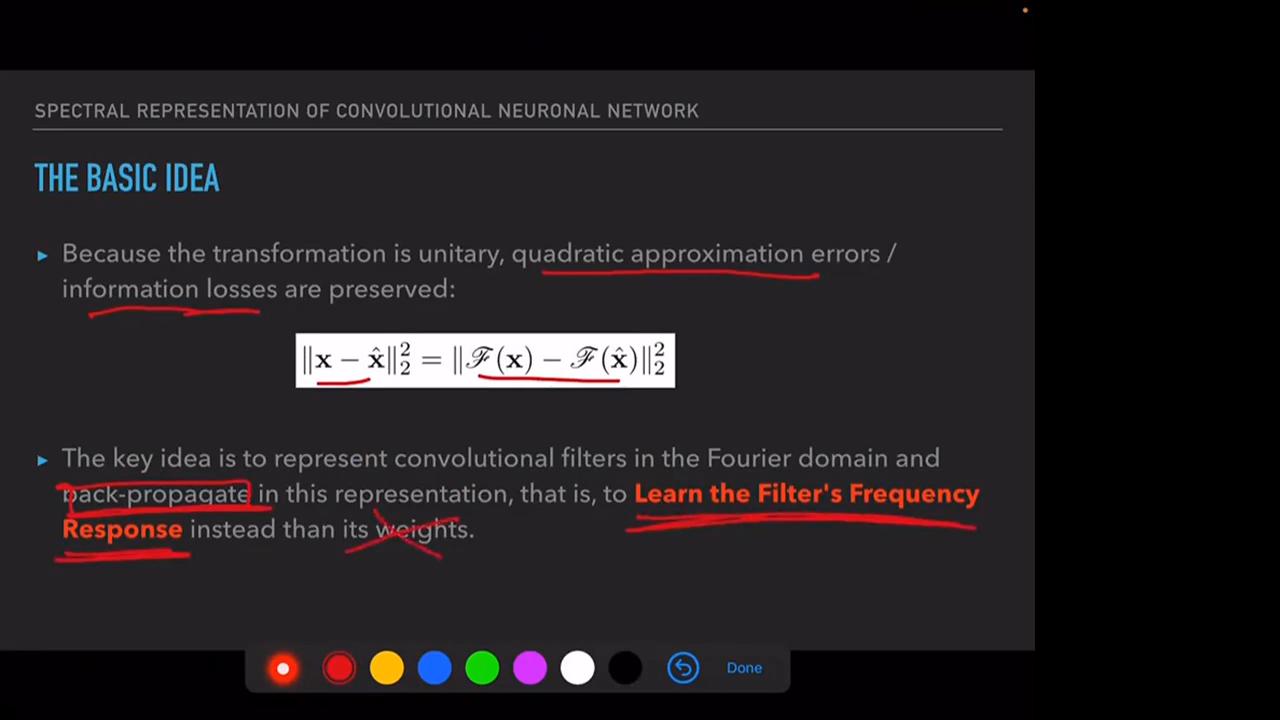 SPECTRAL REPRESENTATION OF CONVOLUTIONAL NEURONAL NETWORK
THE BASIC IDEA
▸ Because the transformation is unitary, quadratic approximation errors /
information losses are preserved:
‖x − x̂‖₂² = ‖ℱ(x) − ℱ(x̂)‖₂²
▸ The key idea is to represent convolutional filters in the Fourier domain and
back-propagate in this representation, that is, to Learn the Filter's Frequency
Response instead than its weights.
Done